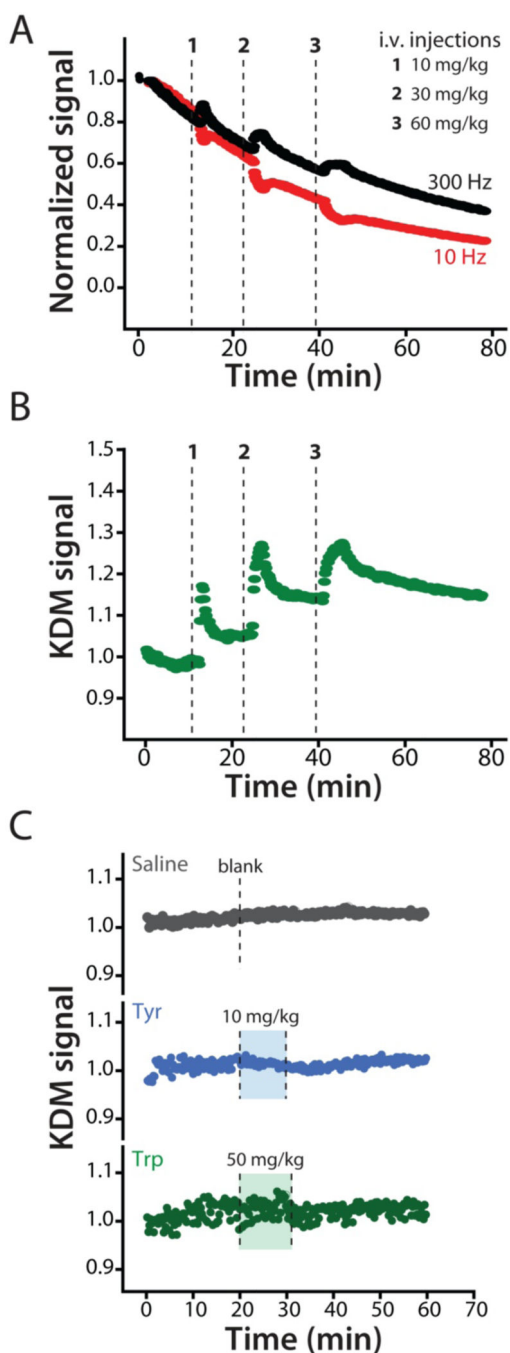 A
1 2 3
i.v. injections
1 10 mg/kg
2 30 mg/kg
3 60 mg/kg
Normalized signal
1.0
0.8
0.6
0.4
0.2
0.0
300 Hz
10 Hz
0 20 40 60 80
Time (min)
B
1 2 3
KDM signal
1.5
1.4
1.3
1.2
1.1
1.0
0.9
0 20 40 60 80
Time (min)
C
KDM signal
Saline
blank
1.1
1.0
0.9
Tyr
10 mg/kg
1.1
1.0
0.9
Trp
50 mg/kg
1.1
1.0
0.9
0 10 20 30 40 50 60 70
Time (min)